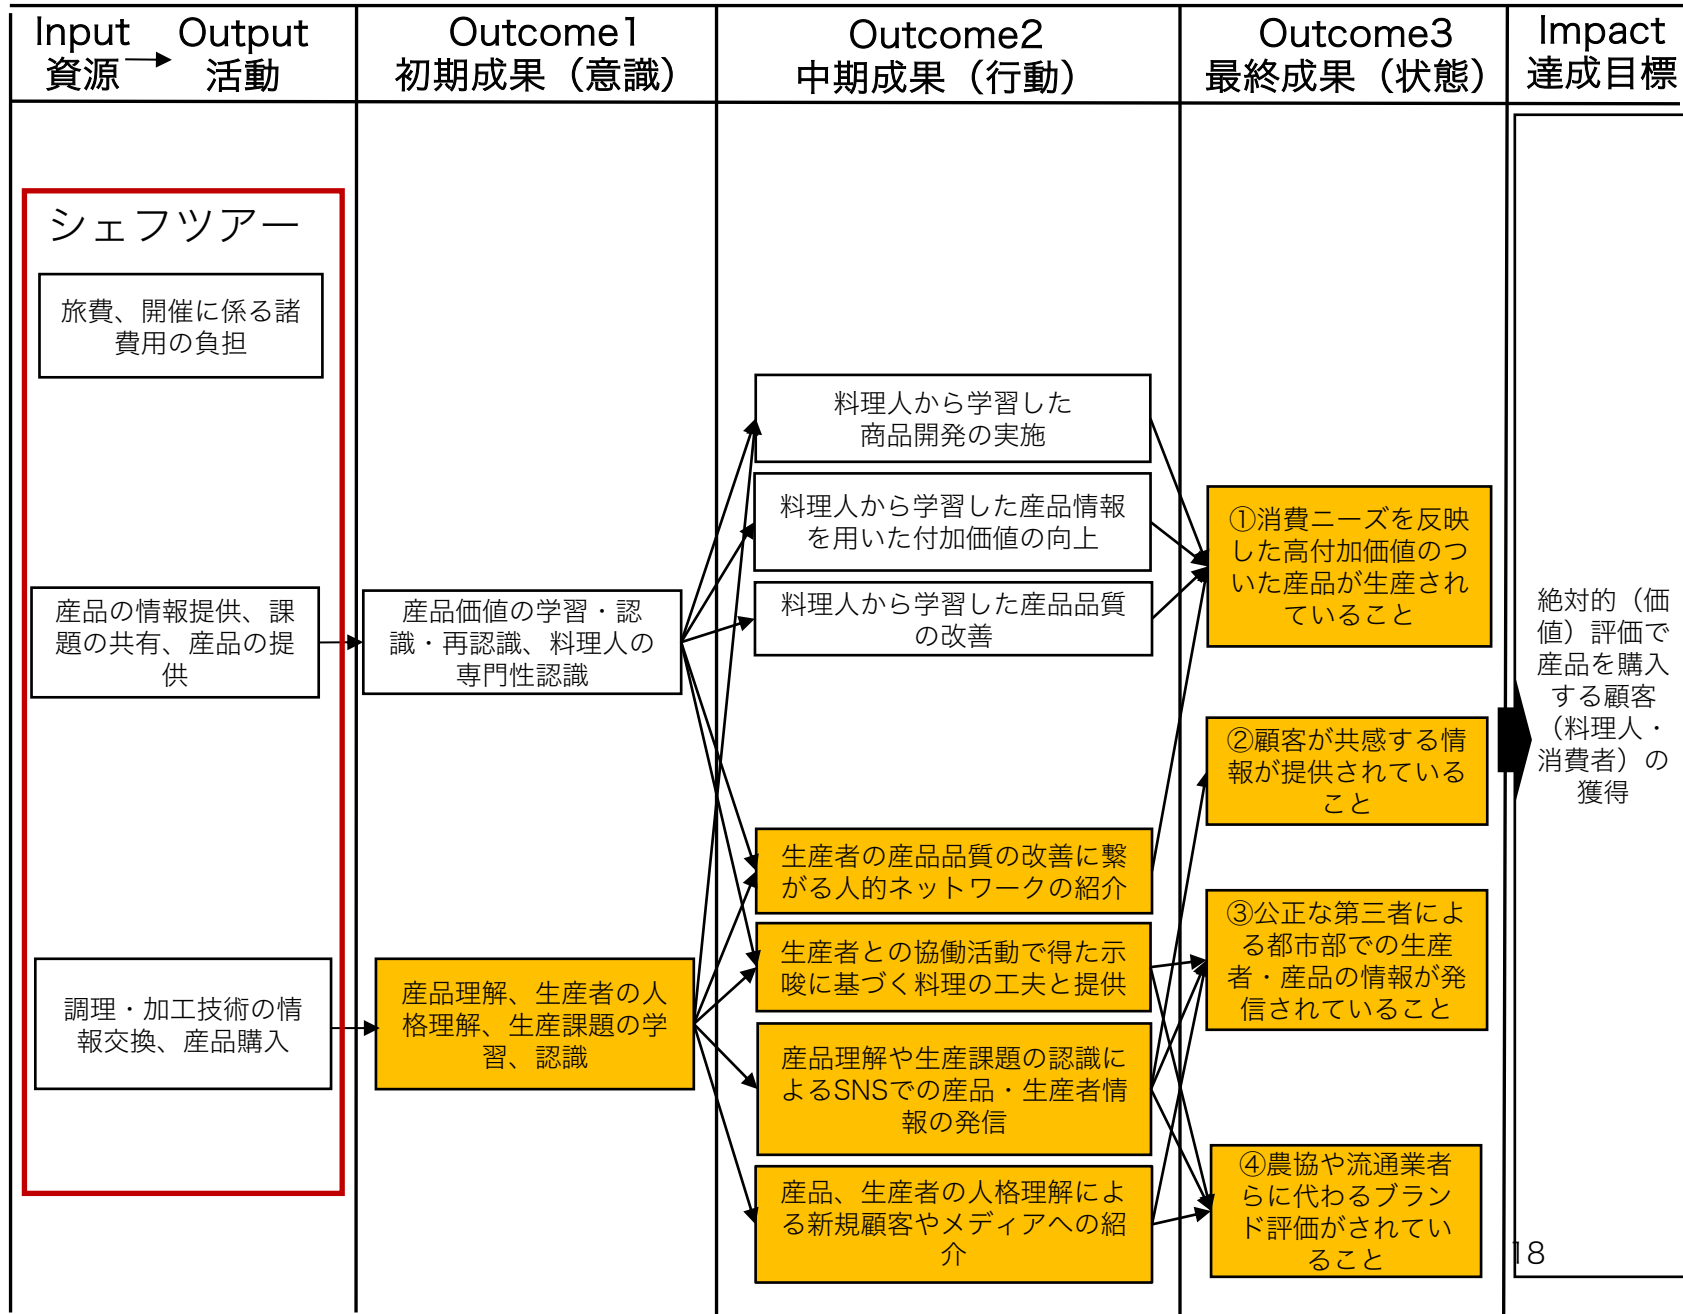 Input → Output
資源 活動
Outcome1
初期成果（意識）
Outcome2
中期成果（行動）
Outcome3
最終成果（状態）
Impact
達成目標
シェフツアー
旅費、開催に係る諸
費用の負担
産品の情報提供、課
題の共有、産品の提
供
調理・加工技術の情
報交換、産品購入
産品価値の学習・認
識・再認識、料理人の
専門性認識
産品理解、生産者の人
格理解、生産課題の学
習、認識
料理人から学習した
商品開発の実施
料理人から学習した産品情報
を用いた付加価値の向上
料理人から学習した産品品質
の改善
生産者の産品品質の改善に繋
がる人的ネットワークの紹介
生産者との協働活動で得た示
唆に基づく料理の工夫と提供
産品理解や生産課題の認識に
よるSNSでの産品・生産者情
報の発信
産品、生産者の人格理解によ
る新規顧客やメディアへの紹
介
①消費ニーズを反映
した高付加価値のつ
いた産品が生産され
ていること
②顧客が共感する情
報が提供されている
こと
③公正な第三者によ
る都市部での生産
者・産品の情報が発
信されていること
④農協や流通業者
らに代わるブラン
ド評価がされてい
ること
絶対的（価
値）評価で
産品を購入
する顧客
（料理人・
消費者）の
獲得
18